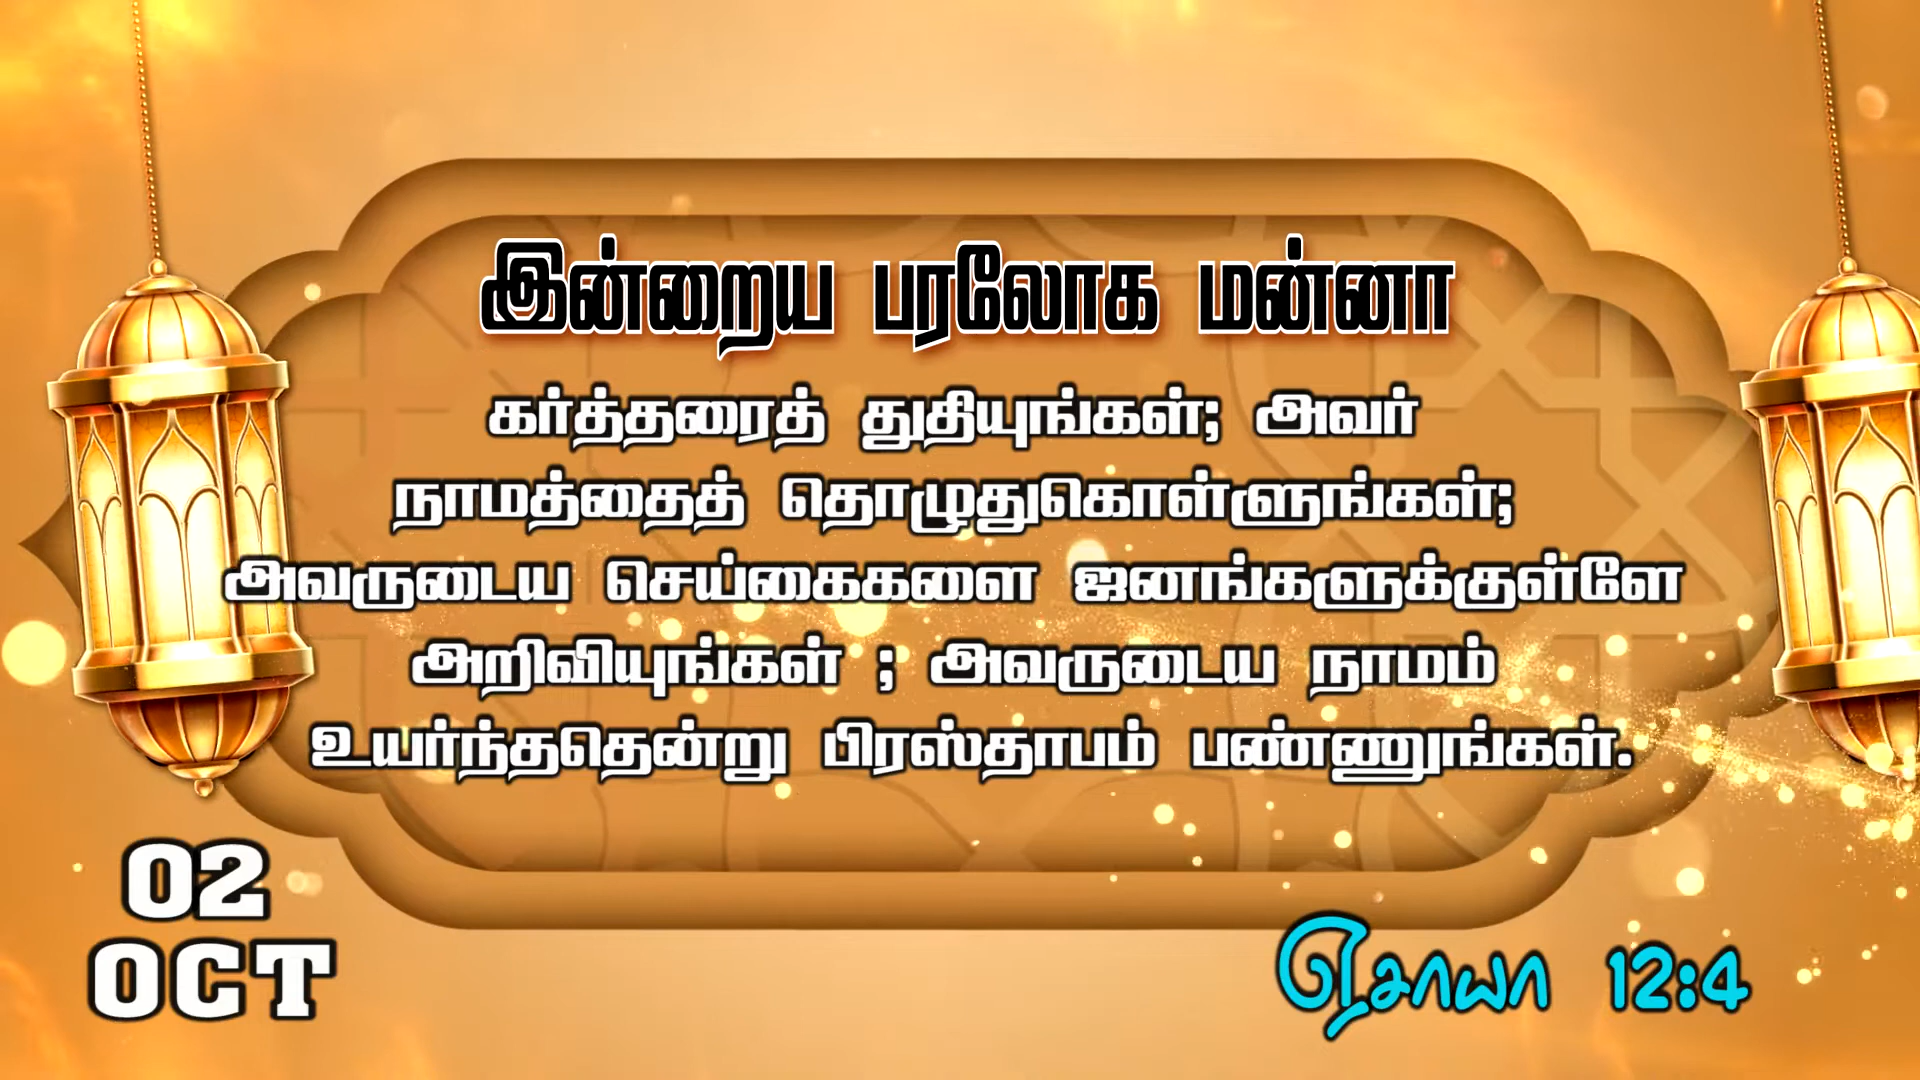 இன்றைய பரலோக மன்னா
கர்த்தரைத் துதியுங்கள்; அவர்
நாமத்தைத் தொழுதுகொள்ளுங்கள்;
அவருடைய செய்கைகளை ஜனங்களுக்குள்ளே
அறிவியுங்கள் ; அவருடைய நாமம்
உயர்ந்ததென்று பிரஸ்தாபம் பண்ணுங்கள்.
02
OCT
ஏசாயா 12:4